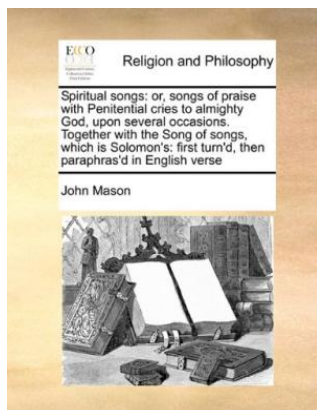 ECCO
Religion and Philosophy
Spiritual songs: or, songs of praise
with Penitential cries to almighty
God, upon several occasions.
Together with the Song of songs,
which is Solomon's: first turn'd, then
paraphras'd in English verse
John Mason